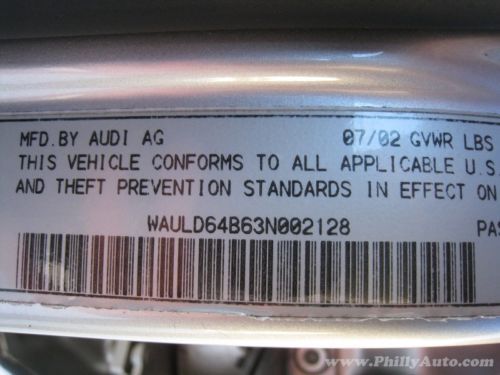 MFD.BY AUDI AG 07/02 GVWR LBS
THIS VEHICLE CONFORMS TO ALL APPLICABLE U.S.
AND THEFT PREVENTION STANDARDS IN EFFECT ON
WAULD64B63N002128 PAS
www.PhillyAuto.com